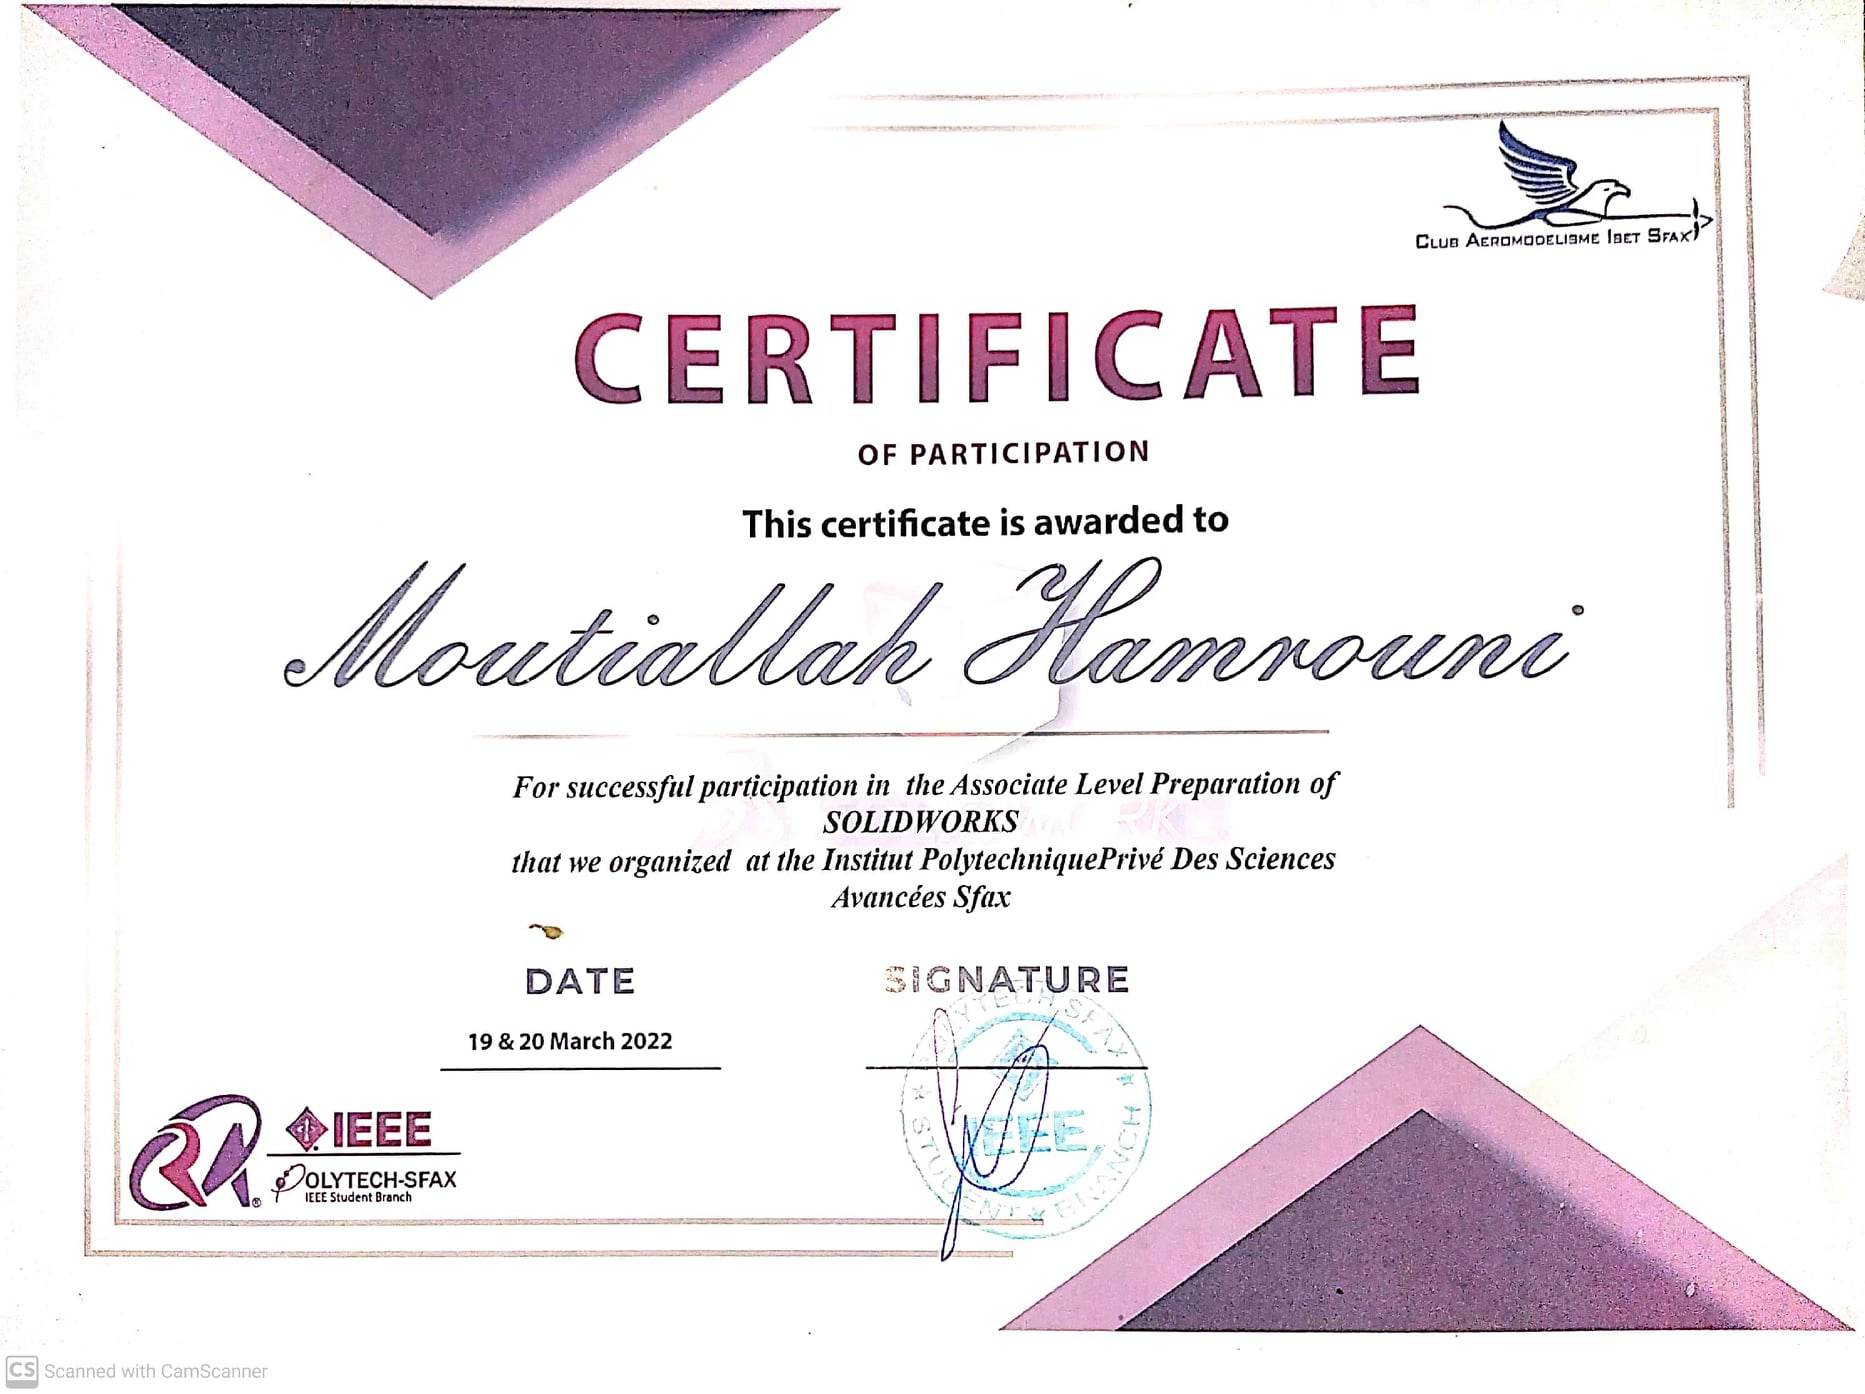 CLUB AEROMODELISME ISET SFAX
CERTIFICATE
OF PARTICIPATION
This certificate is awarded to
Moutiallah Hamrouni
For successful participation in the Associate Level Preparation of
SOLIDWORKS
that we organized at the Institut PolytechniquePrivé Des Sciences
Avancées Sfax
DATE
SIGNATURE
19 & 20 March 2022
POLYTECH SFAX
IEEE
STUDENT BRANCH
RA
IEEE
POLYTECH-SFAX
IEEE Student Branch
CS Scanned with CamScanner